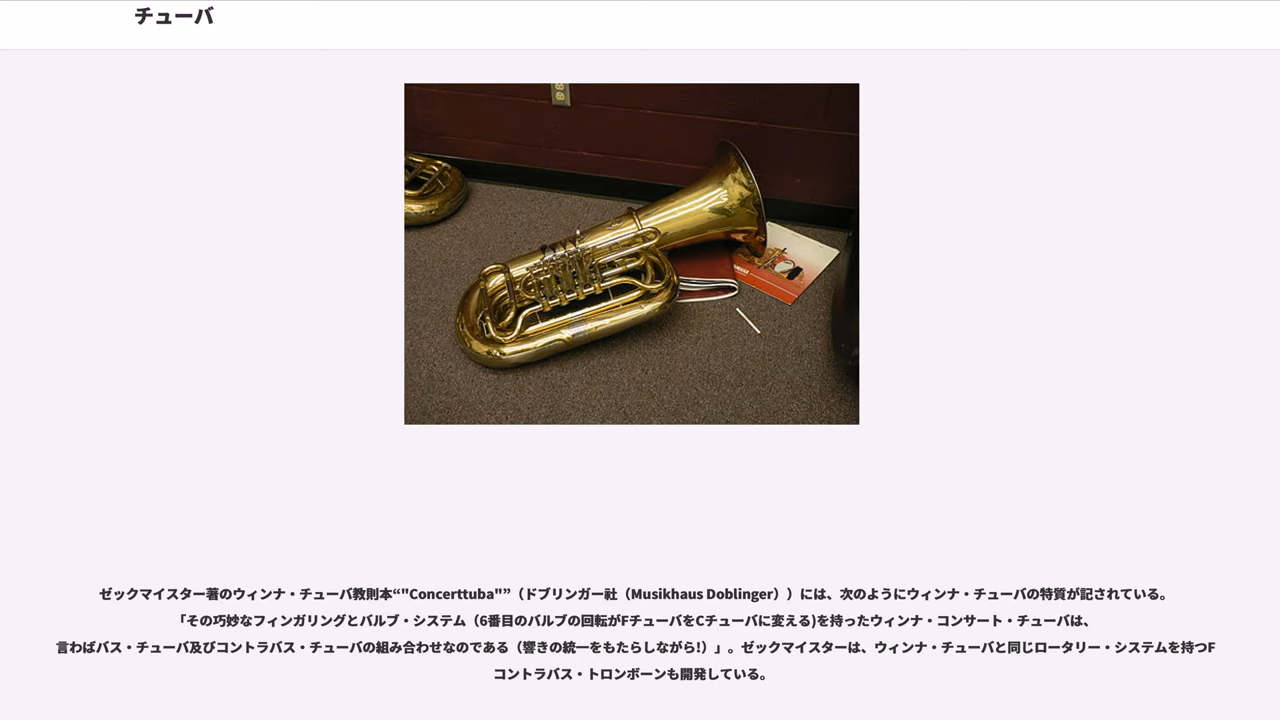 チューバ
ゼックマイスター著のウィンナ・チューバ教則本“"Concerttuba"”（ドブリンガー社（Musikhaus Doblinger））には、次のようにウィンナ・チューバの特質が記されている。
「その巧妙なフィンガリングとバルブ・システム（6番目のバルブの回転がFチューバをCチューバに変える)を持ったウィンナ・コンサート・チューバは、
言わばバス・チューバ及びコントラバス・チューバの組み合わせなのである（響きの統一をもたらしながら!）」。ゼックマイスターは、ウィンナ・チューバと同じロータリー・システムを持つF
コントラバス・トロンボーンも開発している。